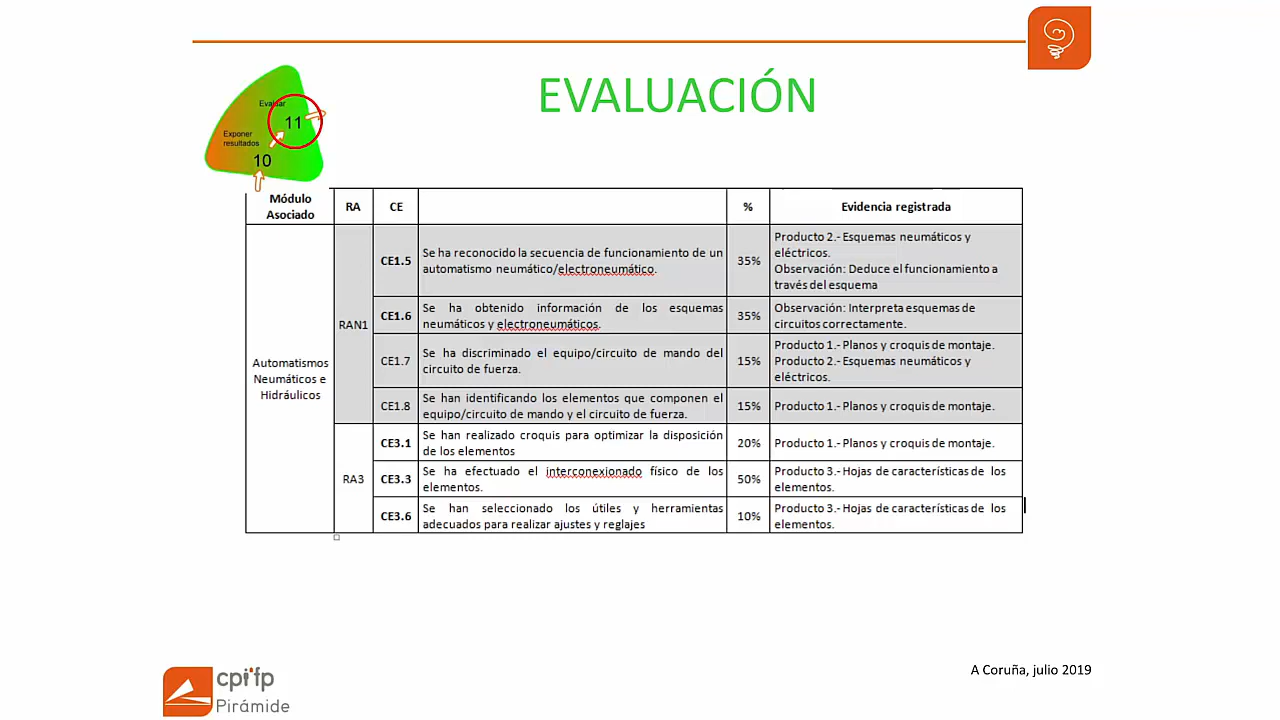 EVALUACIÓN
Evaluar
11
Exponer
resultados
10
Módulo
Asociado
RA
CE
%
Evidencia registrada
Automatismos
Neumáticos e
Hidráulicos
RAN1
CE1.5
Se ha reconocido la secuencia de funcionamiento de un
automatismo neumático/electroneumático.
35%
Producto 2.- Esquemas neumáticos y
eléctricos.
Observación: Deduce el funcionamiento a
través del esquema
CE1.6
Se ha obtenido información de los esquemas
neumáticos y electroneumáticos.
35%
Observación: Interpreta esquemas de
circuitos correctamente.
CE1.7
Se ha discriminado el equipo/circuito de mando del
circuito de fuerza.
15%
Producto 1.- Planos y croquis de montaje.
Producto 2.- Esquemas neumáticos y
eléctricos.
CE1.8
Se han identificando los elementos que componen el
equipo/circuito de mando y el circuito de fuerza.
15%
Producto 1.- Planos y croquis de montaje.
RA3
CE3.1
Se han realizado croquis para optimizar la disposición
de los elementos
20%
Producto 1.- Planos y croquis de montaje.
CE3.3
Se ha efectuado el interconexionado físico de los
elementos.
50%
Producto 3.- Hojas de características de los
elementos.
CE3.6
Se han seleccionado los útiles y herramientas
adecuados para realizar ajustes y reglajes
10%
Producto 3.- Hojas de características de los
elementos.
A Coruña, julio 2019
cpifp
Pirámide